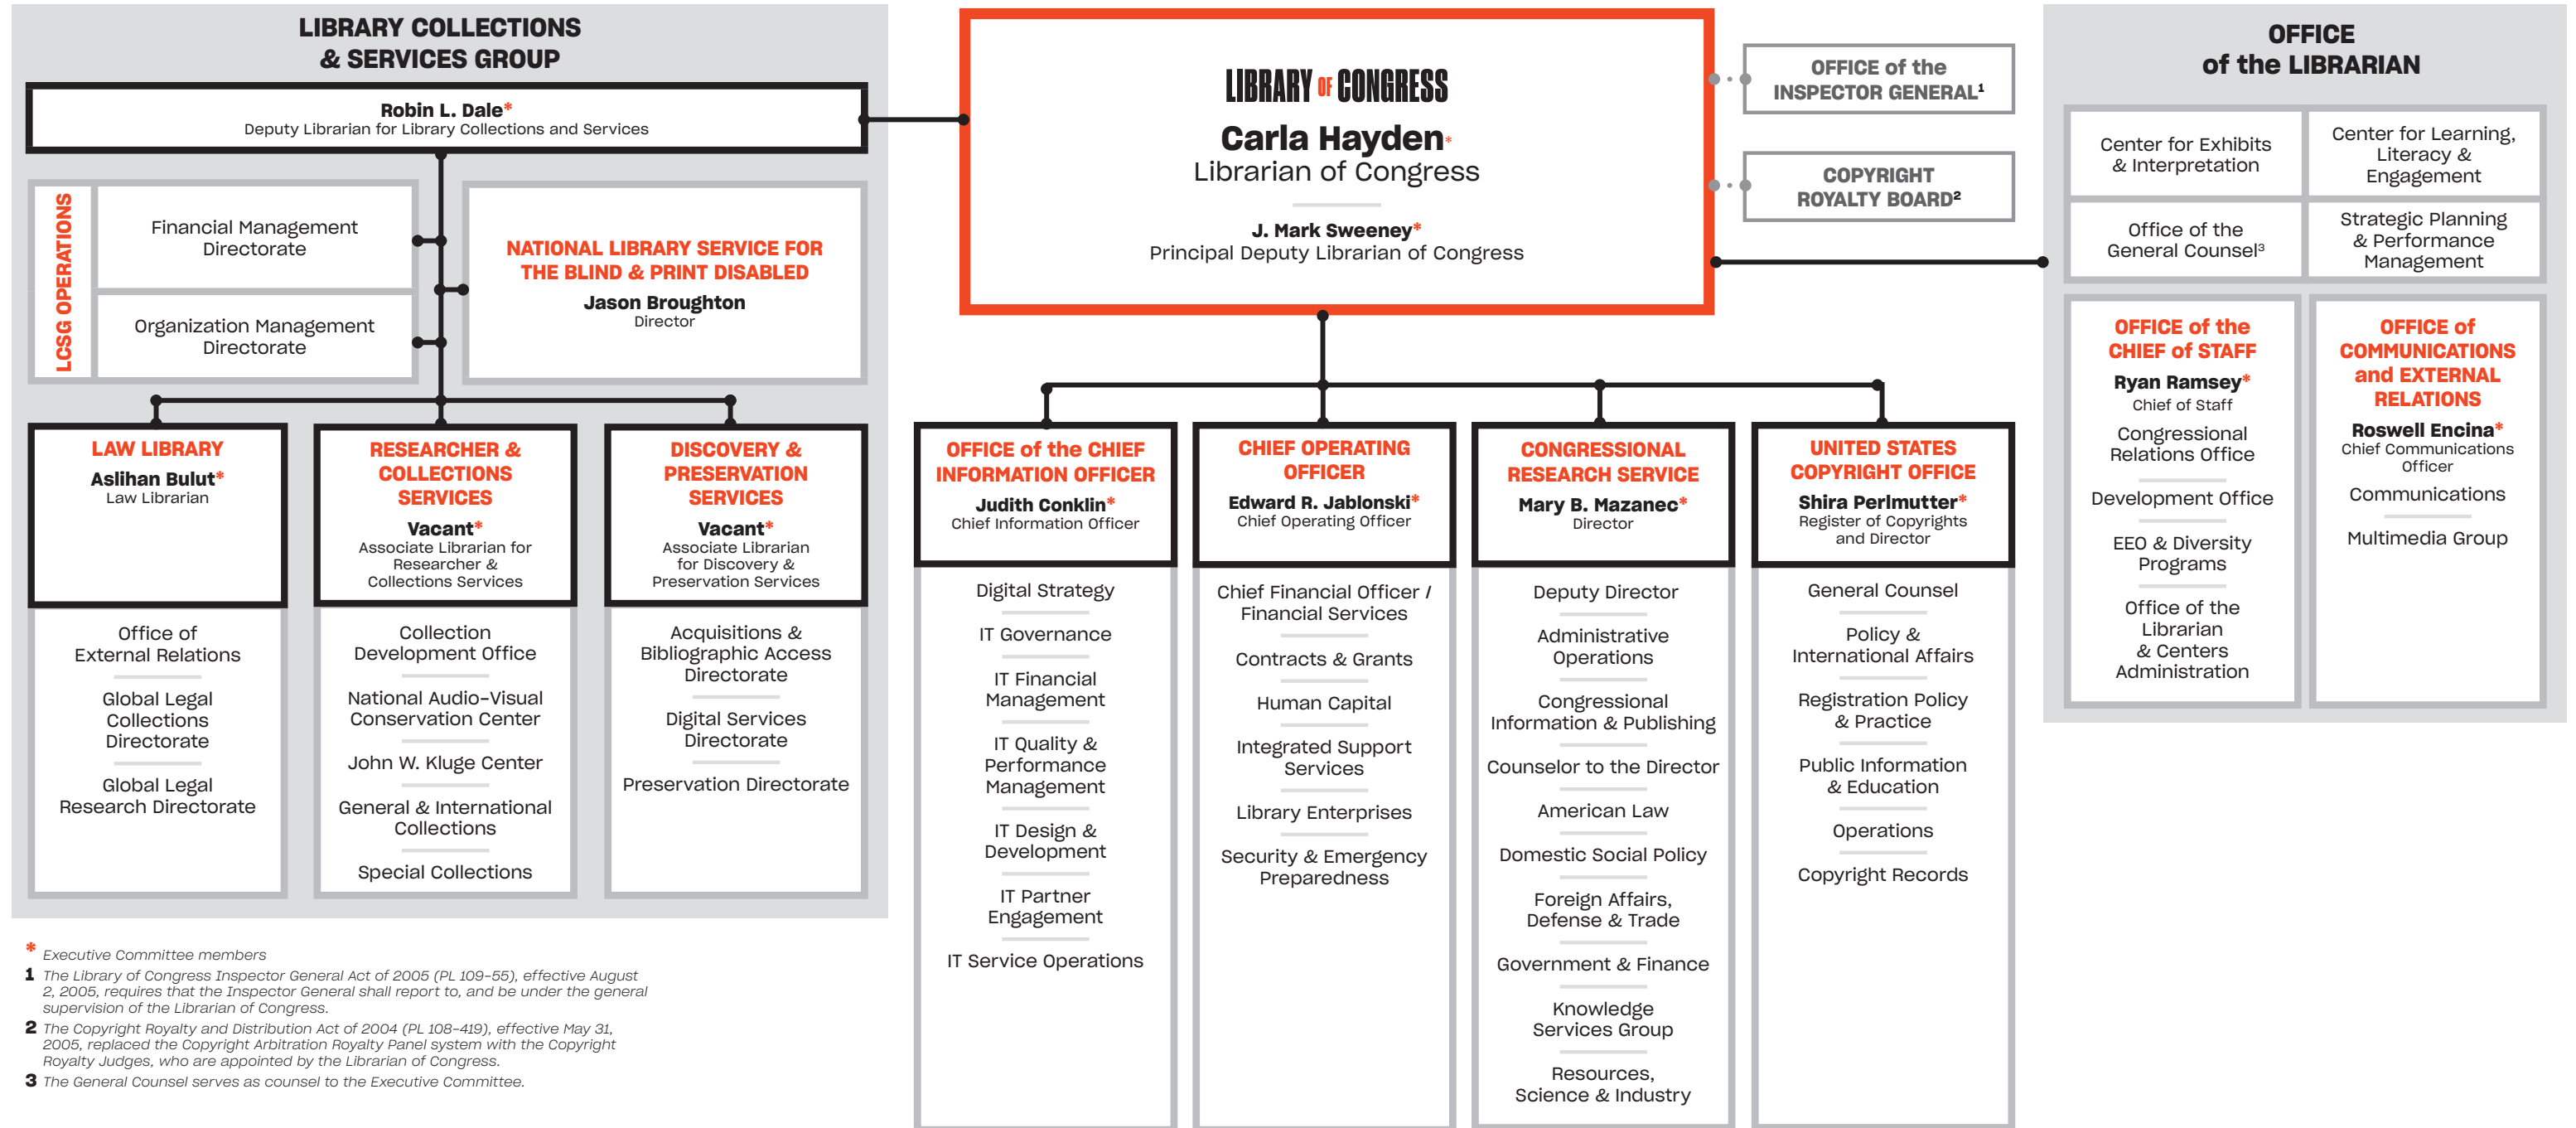 LIBRARY COLLECTIONS
& SERVICES GROUP
Robin L. Dale*
Deputy Librarian for Library Collections and Services
LCSG OPERATIONS
Financial Management
Directorate
Organization Management
Directorate
NATIONAL LIBRARY SERVICE FOR
THE BLIND & PRINT DISABLED
Jason Broughton
Director
LAW LIBRARY
Aslihan Bulut*
Law Librarian
Office of
External Relations
Global Legal
Collections
Directorate
Global Legal
Research Directorate
RESEARCHER &
COLLECTIONS
SERVICES
Vacant*
Associate Librarian for
Researcher &
Collections Services
Collection
Development Office
National Audio-Visual
Conservation Center
John W. Kluge Center
General & International
Collections
Special Collections
DISCOVERY &
PRESERVATION
SERVICES
Vacant*
Associate Librarian
for Discovery &
Preservation Services
Acquisitions &
Bibliographic Access
Directorate
Digital Services
Directorate
Preservation Directorate
LIBRARY OF CONGRESS
Carla Hayden*
Librarian of Congress
J. Mark Sweeney*
Principal Deputy Librarian of Congress
OFFICE of the
INSPECTOR GENERAL¹
COPYRIGHT
ROYALTY BOARD²
OFFICE of the CHIEF
INFORMATION OFFICER
Judith Conklin*
Chief Information Officer
Digital Strategy
IT Governance
IT Financial
Management
IT Quality &
Performance
Management
IT Design &
Development
IT Partner
Engagement
IT Service Operations
CHIEF OPERATING
OFFICER
Edward R. Jablonski*
Chief Operating Officer
Chief Financial Officer /
Financial Services
Contracts & Grants
Human Capital
Integrated Support
Services
Library Enterprises
Security & Emergency
Preparedness
CONGRESSIONAL
RESEARCH SERVICE
Mary B. Mazanec*
Director
Deputy Director
Administrative
Operations
Congressional
Information & Publishing
Counselor to the Director
American Law
Domestic Social Policy
Foreign Affairs,
Defense & Trade
Government & Finance
Knowledge
Services Group
Resources,
Science & Industry
UNITED STATES
COPYRIGHT OFFICE
Shira Perlmutter*
Register of Copyrights
and Director
General Counsel
Policy &
International Affairs
Registration Policy
& Practice
Public Information
& Education
Operations
Copyright Records
OFFICE
of the LIBRARIAN
Center for Exhibits
& Interpretation
Center for Learning,
Literacy &
Engagement
Office of the
General Counsel³
Strategic Planning
& Performance
Management
OFFICE of the
CHIEF of STAFF
Ryan Ramsey*
Chief of Staff
Congressional
Relations Office
Development Office
EEO & Diversity
Programs
Office of the
Librarian
& Centers
Administration
OFFICE of
COMMUNICATIONS
and EXTERNAL
RELATIONS
Roswell Encina*
Chief Communications
Officer
Communications
Multimedia Group
* Executive Committee members
1 The Library of Congress Inspector General Act of 2005 (PL 109-55), effective August
2, 2005, requires that the Inspector General shall report to, and be under the general
supervision of the Librarian of Congress.
2 The Copyright Royalty and Distribution Act of 2004 (PL 108-419), effective May 31,
2005, replaced the Copyright Arbitration Royalty Panel system with the Copyright
Royalty Judges, who are appointed by the Librarian of Congress.
3 The General Counsel serves as counsel to the Executive Committee.